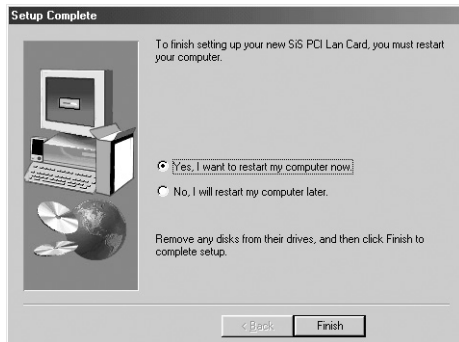 Setup Complete
To finish setting up your new SiS PCI Lan Card, you must restart
your computer.
Yes, I want to restart my computer now.
No, I will restart my computer later.
Remove any disks from their drives, and then click Finish to
complete setup.
< Back Finish